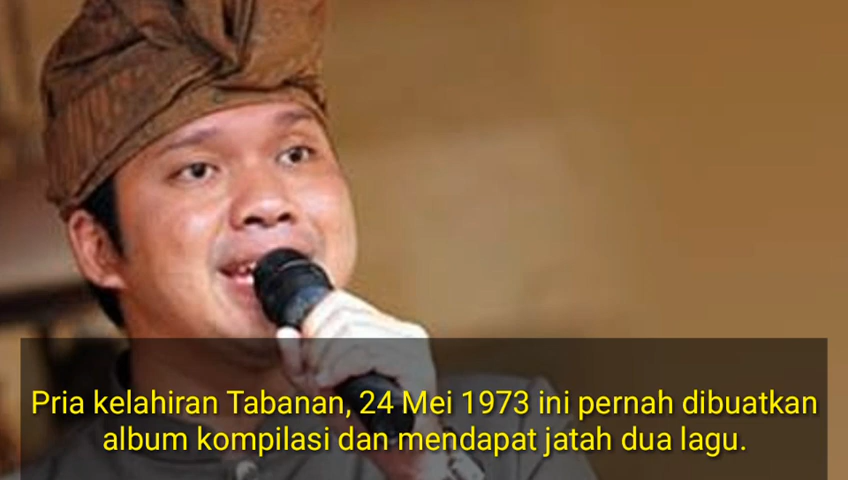 Pria kelahiran Tabanan, 24 Mei 1973 ini pernah dibuatkan
album kompilasi dan mendapat jatah dua lagu.